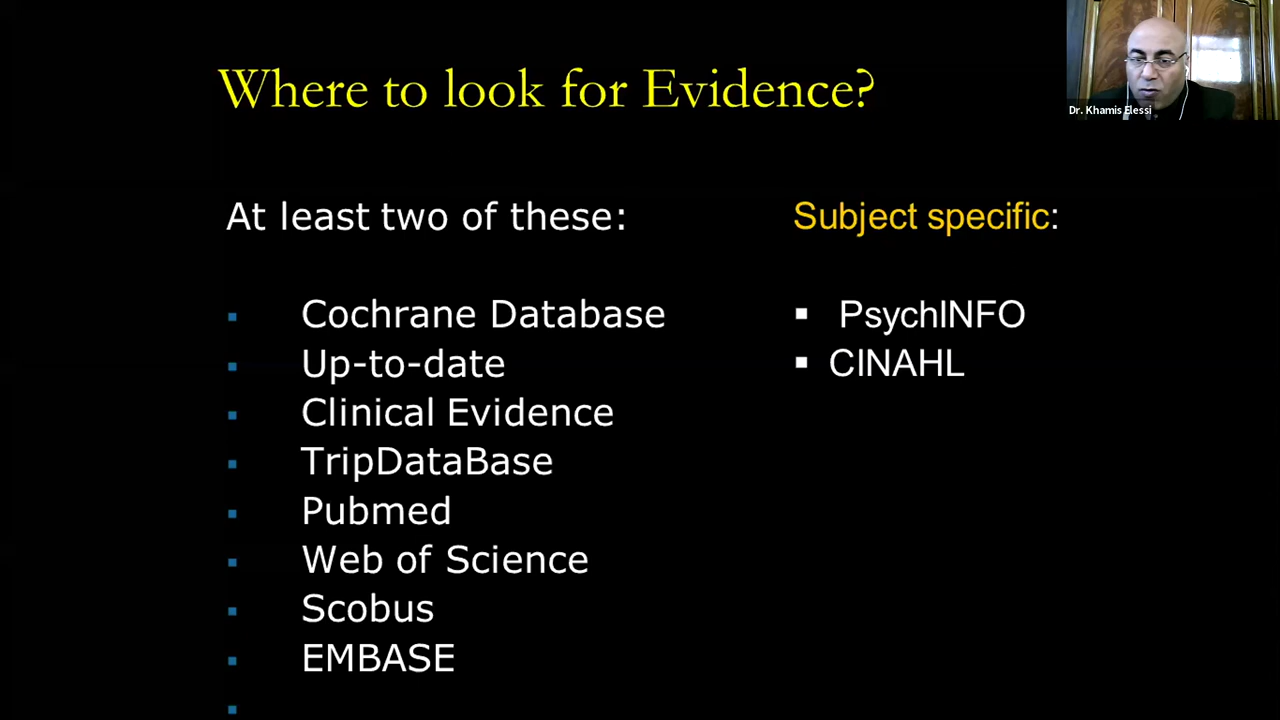 Where to look for Evidence?
Dr. Khamis Elessi
At least two of these:
▪ Cochrane Database
▪ Up-to-date
▪ Clinical Evidence
▪ TripDataBase
▪ Pubmed
▪ Web of Science
▪ Scobus
▪ EMBASE
▪
Subject specific:
▪ PsychINFO
▪ CINAHL